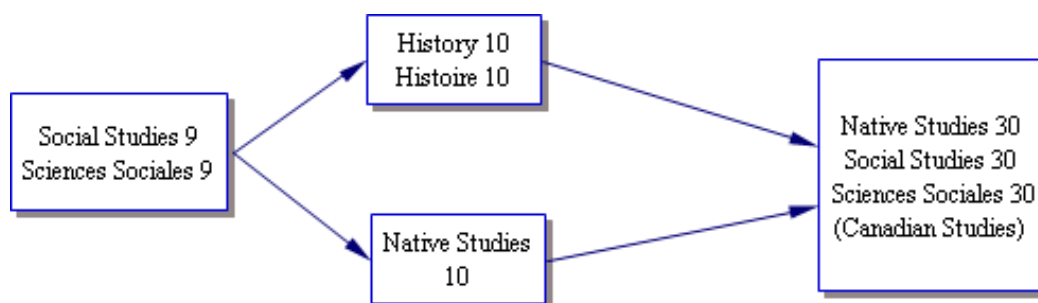 Social Studies 9
Sciences Sociales 9
History 10
Histoire 10
Native Studies
10
Native Studies 30
Social Studies 30
Sciences Sociales 30
(Canadian Studies)